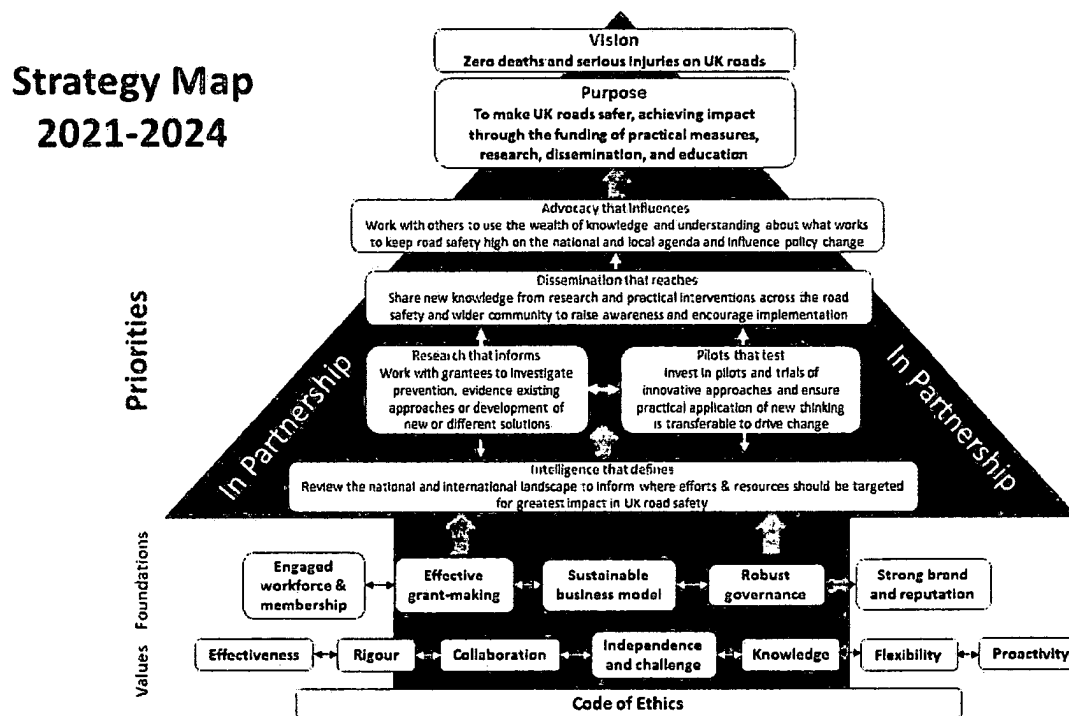 Strategy Map
2021-2024
Vision
Zero deaths and serious injuries on UK roads
Purpose
To make UK roads safer, achieving impact
through the funding of practical measures,
research, dissemination, and education
Advocacy that influences
Work with others to use the wealth of knowledge and understanding about what works
to keep road safety high on the national and local agenda and influence policy change
Dissemination that reaches
Share new knowledge from research and practical interventions across the road
safety and wider community to raise awareness and encourage implementation
Priorities
In Partnership
Research that informs
Work with grantees to investigate
prevention, evidence existing
approaches or development of
new or different solutions
Pilots that test
Invest in pilots and trials of
innovative approaches and ensure
practical application of new thinking
is transferable to drive change
In Partnership
Intelligence that defines
Review the national and international landscape to inform where efforts & resources should be targeted
for greatest impact in UK road safety
Foundations
Engaged
workforce &
membership
Effective
grant-making
Sustainable
business model
Robust
governance
Strong brand
and reputation
Values
Effectiveness
Rigour
Collaboration
Independence
and challenge
Knowledge
Flexibility
Proactivity
Code of Ethics